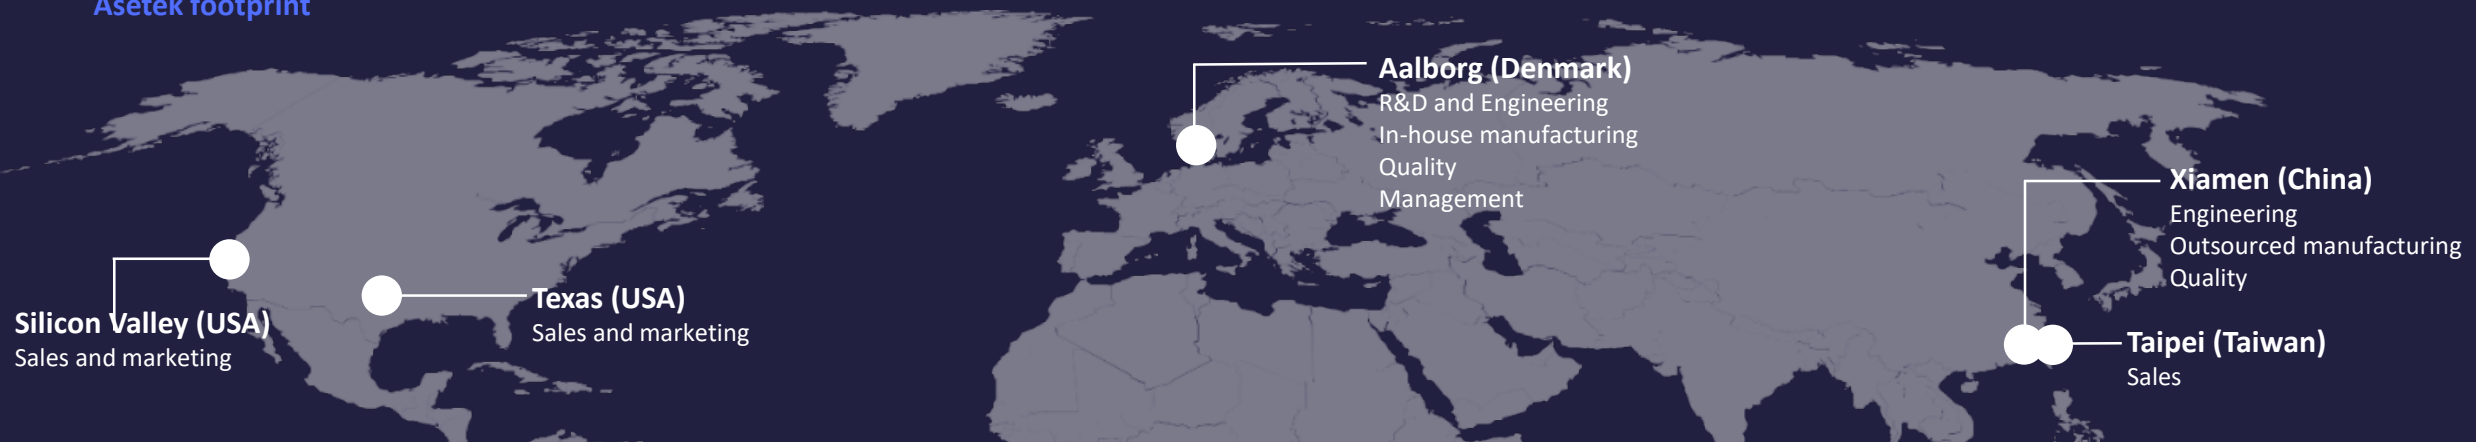 Asetek footprint
Aalborg (Denmark)
R&D and Engineering
In-house manufacturing
Quality
Management
Xiamen (China)
Engineering
Outsourced manufacturing
Quality
Silicon Valley (USA)
Sales and marketing
Texas (USA)
Sales and marketing
Taipei (Taiwan)
Sales